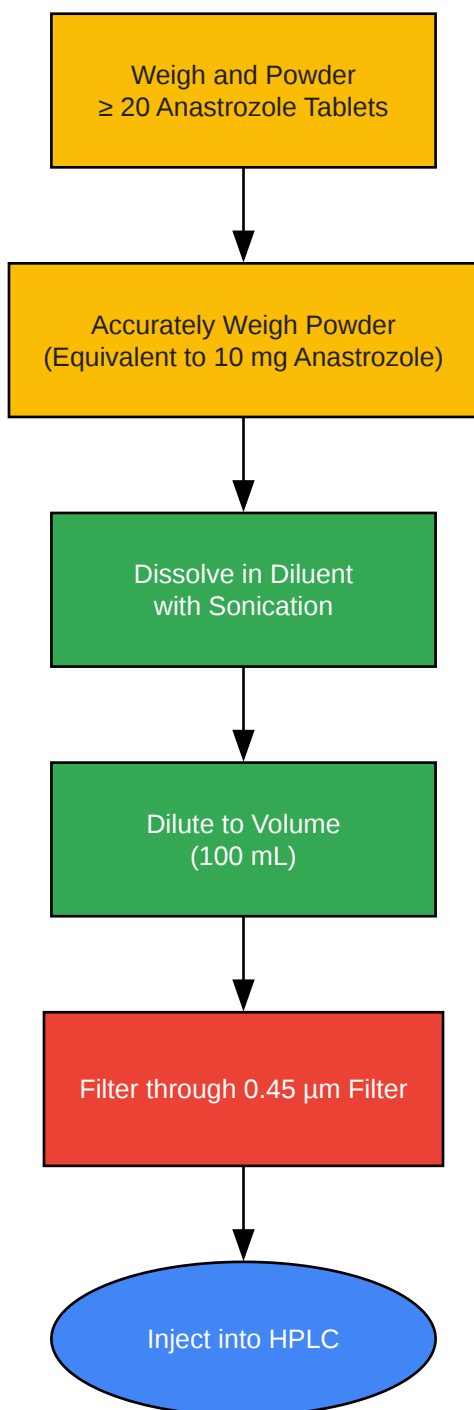 Weigh and Powder
≥ 20 Anastrozole Tablets
Accurately Weigh Powder
(Equivalent to 10 mg Anastrozole)
Dissolve in Diluent
with Sonication
Dilute to Volume
(100 mL)
Filter through 0.45 µm Filter
Inject into HPLC